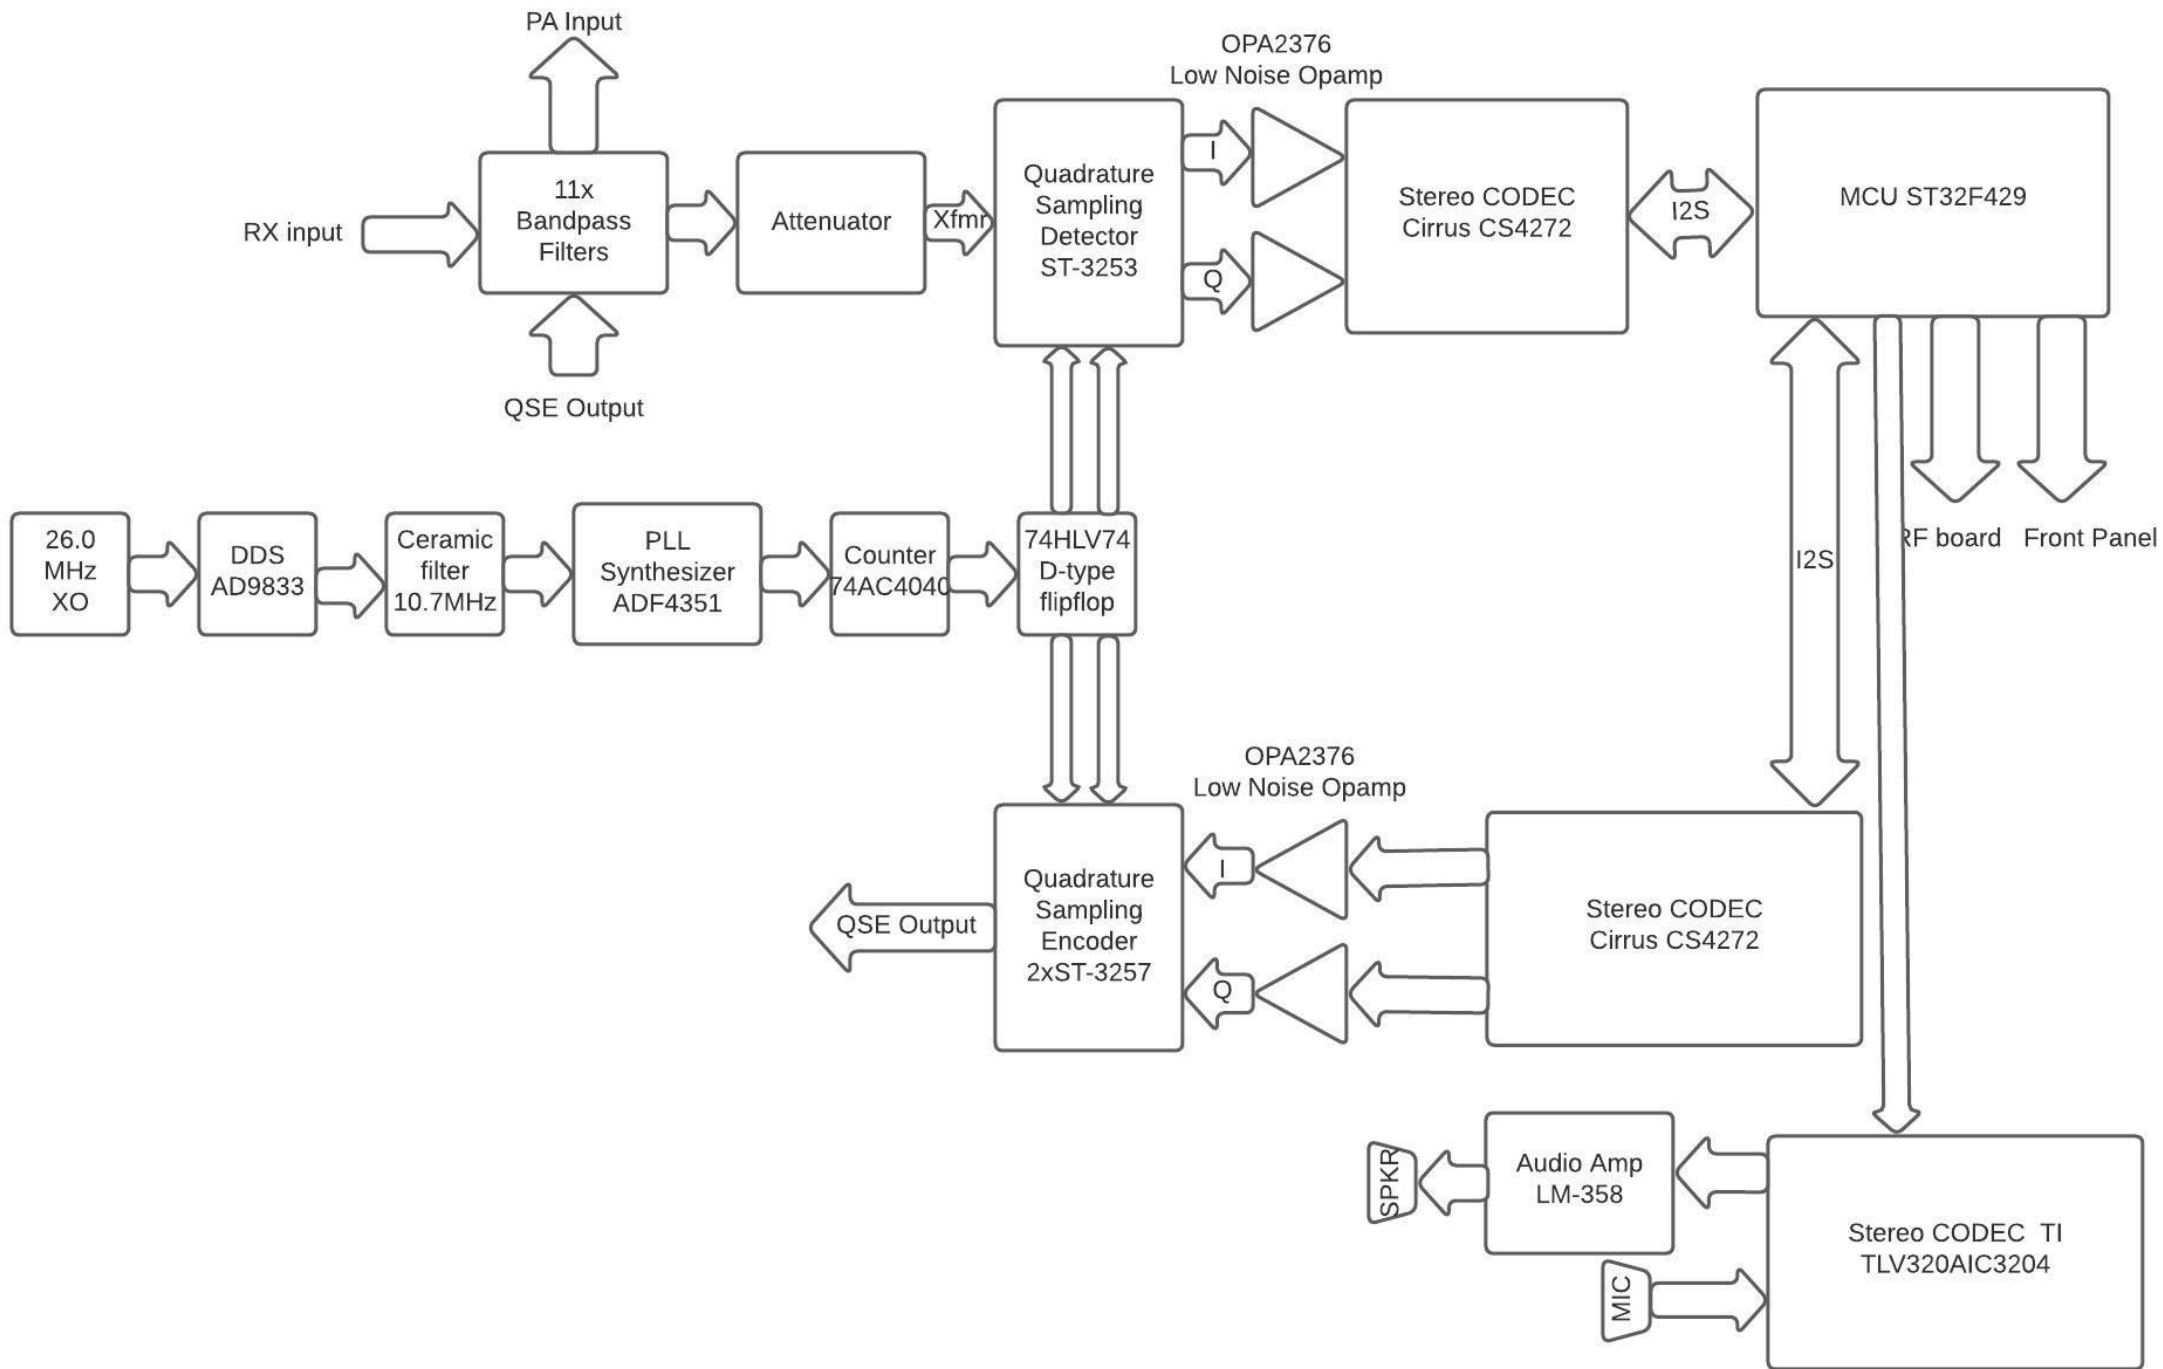 PA Input
OPA2376
Low Noise Opamp
RX input
11x
Bandpass
Filters
Attenuator
Xfmr
Quadrature
Sampling
Detector
ST-3253
I
Q
Stereo CODEC
Cirrus CS4272
I2S
MCU ST32F429
QSE Output
26.0
MHz
XO
DDS
AD9833
Ceramic
filter
10.7MHz
PLL
Synthesizer
ADF4351
Counter
74AC4040
74HLV74
D-type
flipflop
I2S
RF board
Front Panel
OPA2376
Low Noise Opamp
QSE Output
Quadrature
Sampling
Encoder
2xST-3257
I
Q
Stereo CODEC
Cirrus CS4272
SPKR
Audio Amp
LM-358
MIC
Stereo CODEC TI
TLV320AIC3204